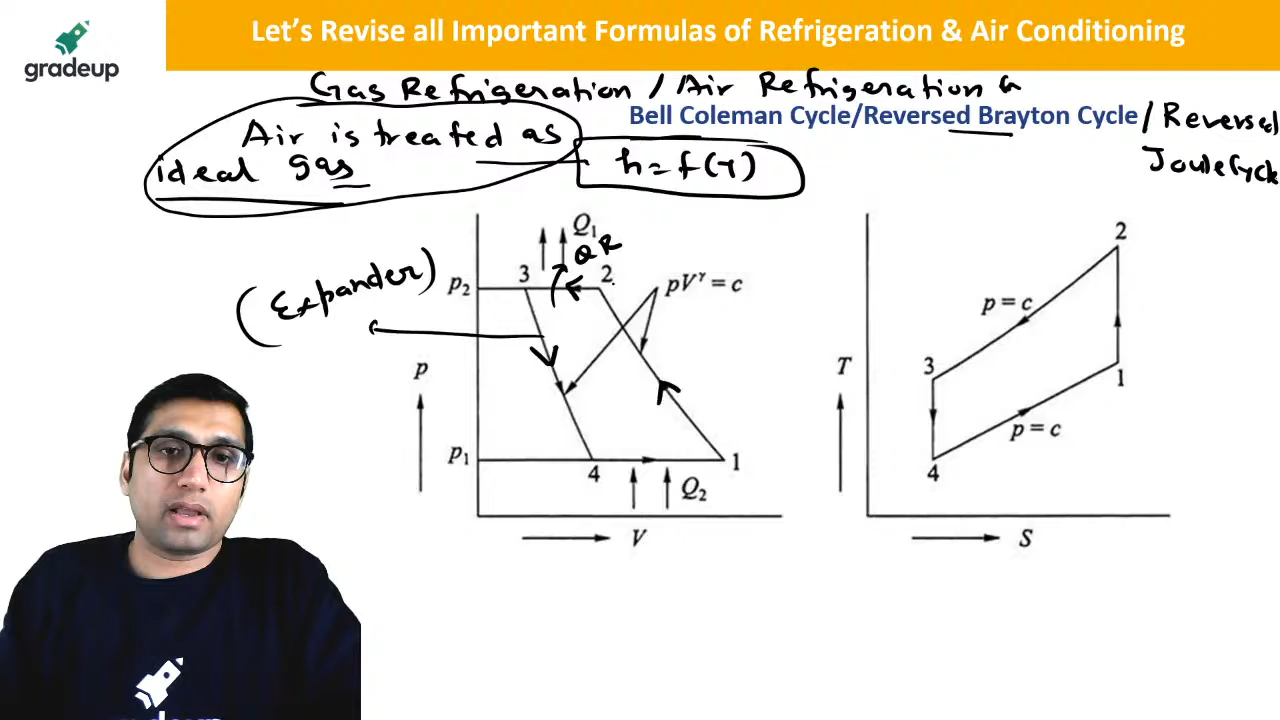 Let's Revise all Important Formulas of Refrigeration & Air Conditioning
gradeup
Gas Refrigeration / Air Refrigeration
Bell Coleman Cycle/Reversed Brayton Cycle / Reversed
Joule Cycle
Air is treated as
ideal gas
h = f(T)
(Expander)
Q₁
QR
3
2
p₂
pVᵞ = c
p
p₁
4
1
Q₂
V
2
p = c
3
T
1
p = c
4
S
gradeup